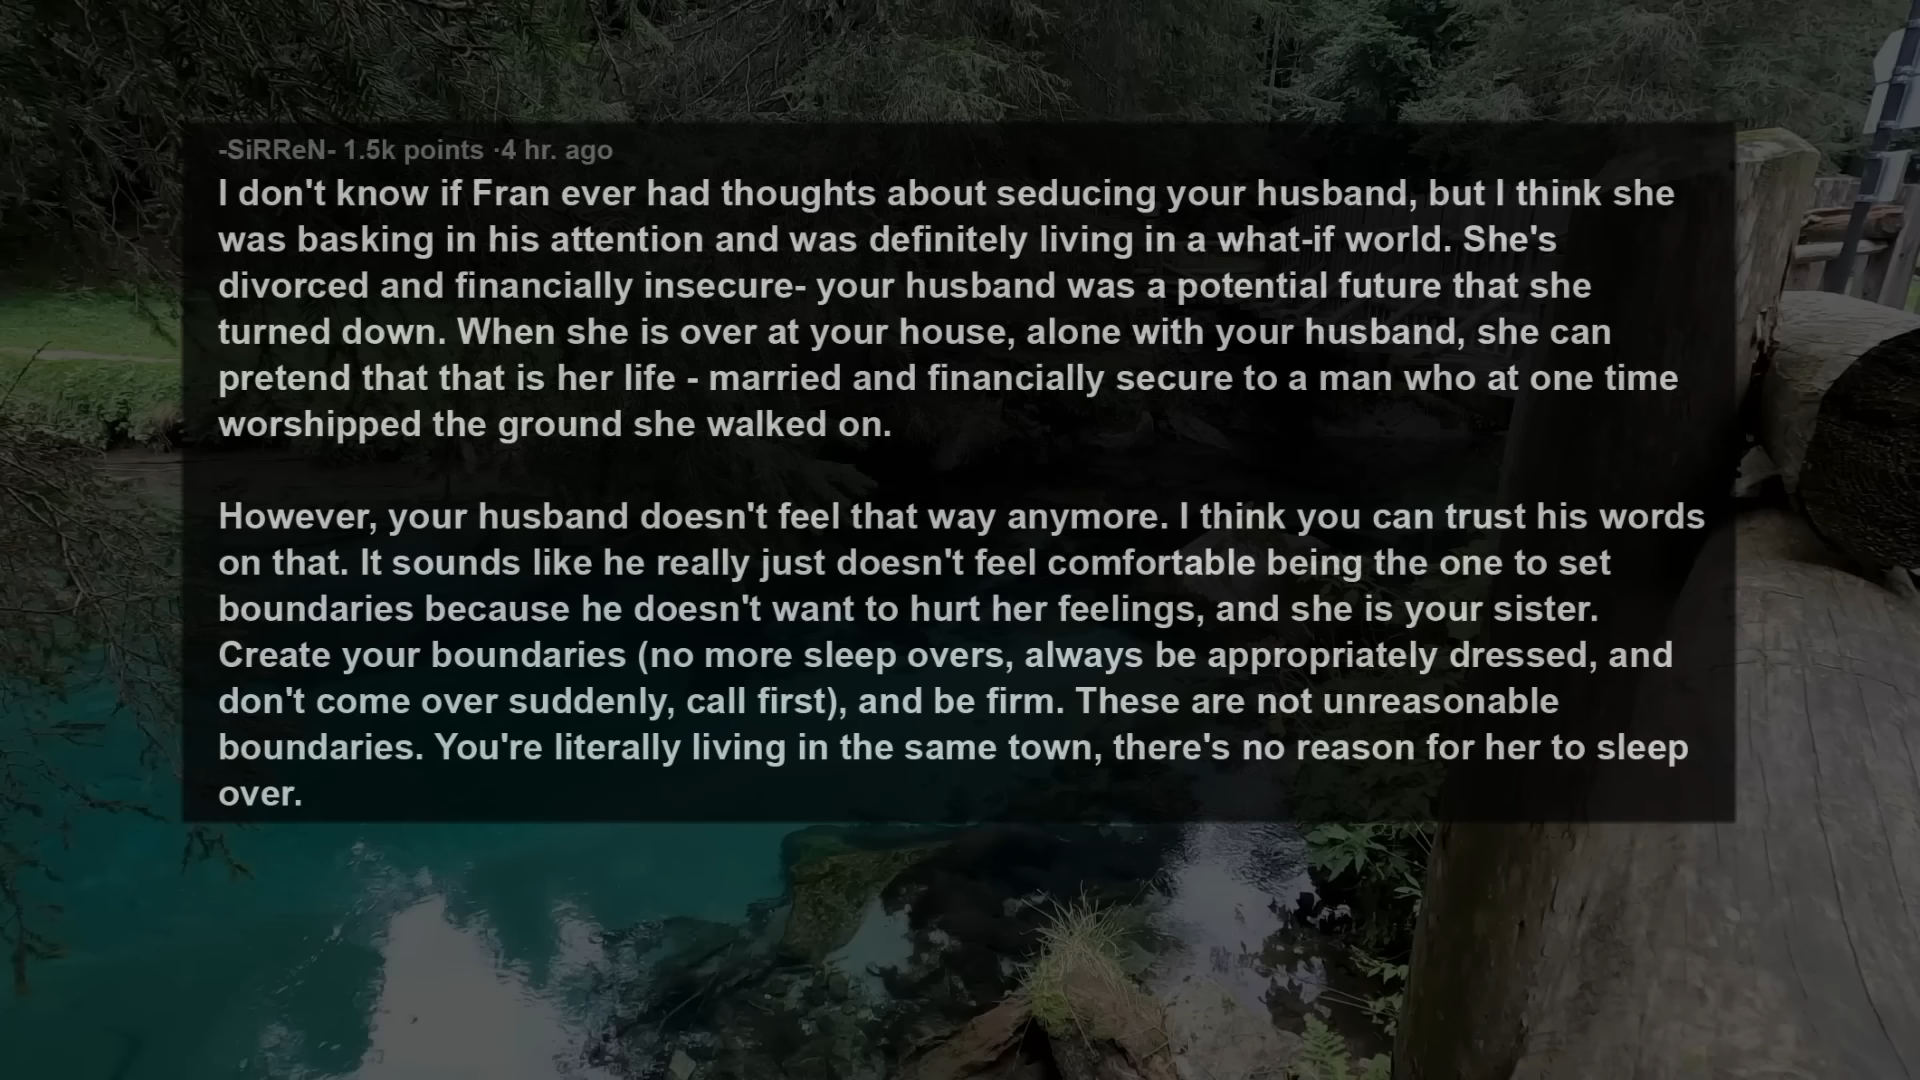 -SiRReN- 1.5k points ·4 hr. ago
I don't know if Fran ever had thoughts about seducing your husband, but I think she
was basking in his attention and was definitely living in a what-if world. She's
divorced and financially insecure- your husband was a potential future that she
turned down. When she is over at your house, alone with your husband, she can
pretend that that is her life - married and financially secure to a man who at one time
worshipped the ground she walked on.
However, your husband doesn't feel that way anymore. I think you can trust his words
on that. It sounds like he really just doesn't feel comfortable being the one to set
boundaries because he doesn't want to hurt her feelings, and she is your sister.
Create your boundaries (no more sleep overs, always be appropriately dressed, and
don't come over suddenly, call first), and be firm. These are not unreasonable
boundaries. You're literally living in the same town, there's no reason for her to sleep
over.